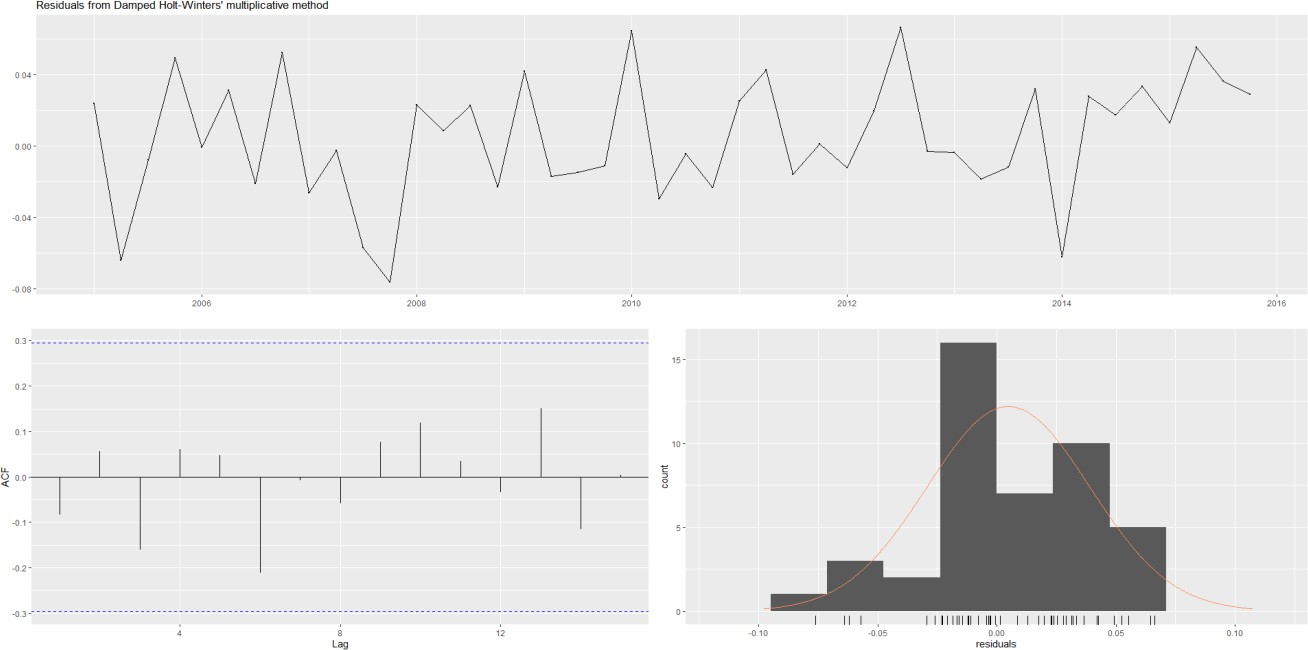 Residuals from Damped Holt-Winters' multiplicative method
0.04
0.00
-0.04
-0.08
2006 2008 2010 2012 2014 2016
ACF
0.3
0.2
0.1
0.0
-0.1
-0.2
-0.3
4 8 12
Lag
count
15
10
5
0
-0.10 -0.05 0.00 0.05 0.10
residuals